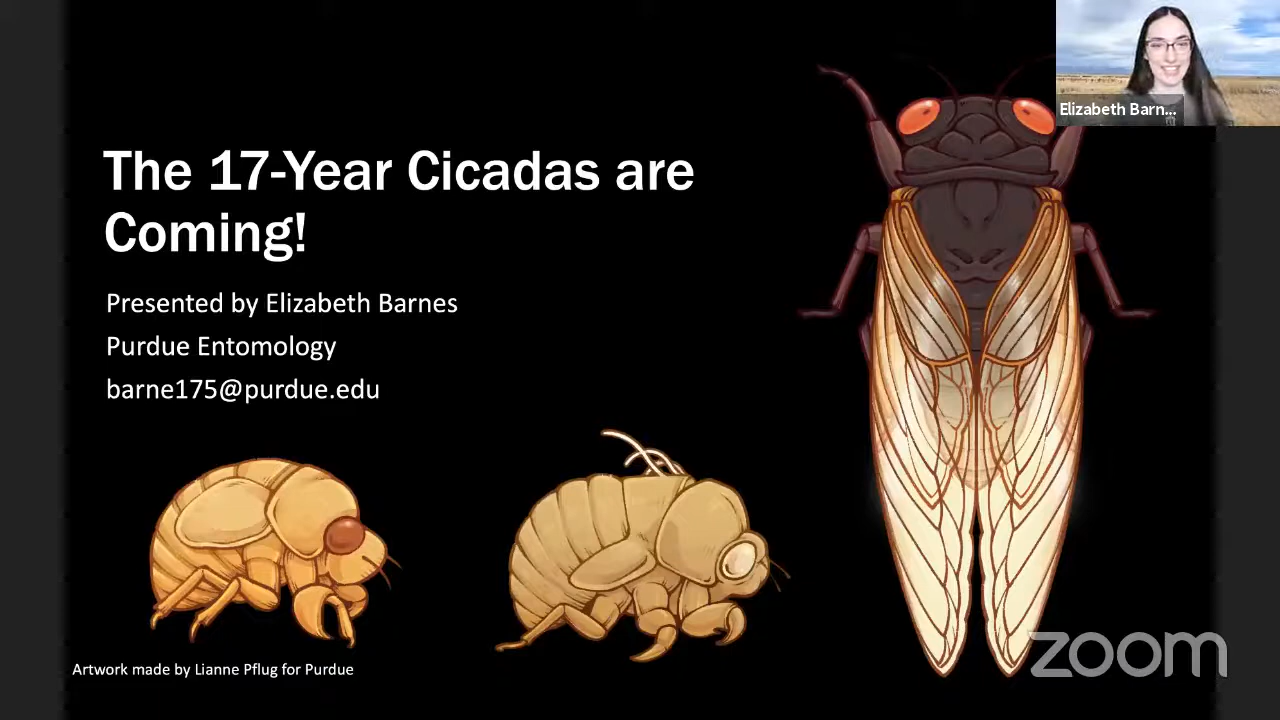 Elizabeth Barn...
The 17-Year Cicadas are
Coming!
Presented by Elizabeth Barnes
Purdue Entomology
barne175@purdue.edu
Artwork made by Lianne Pflug for Purdue
zoom